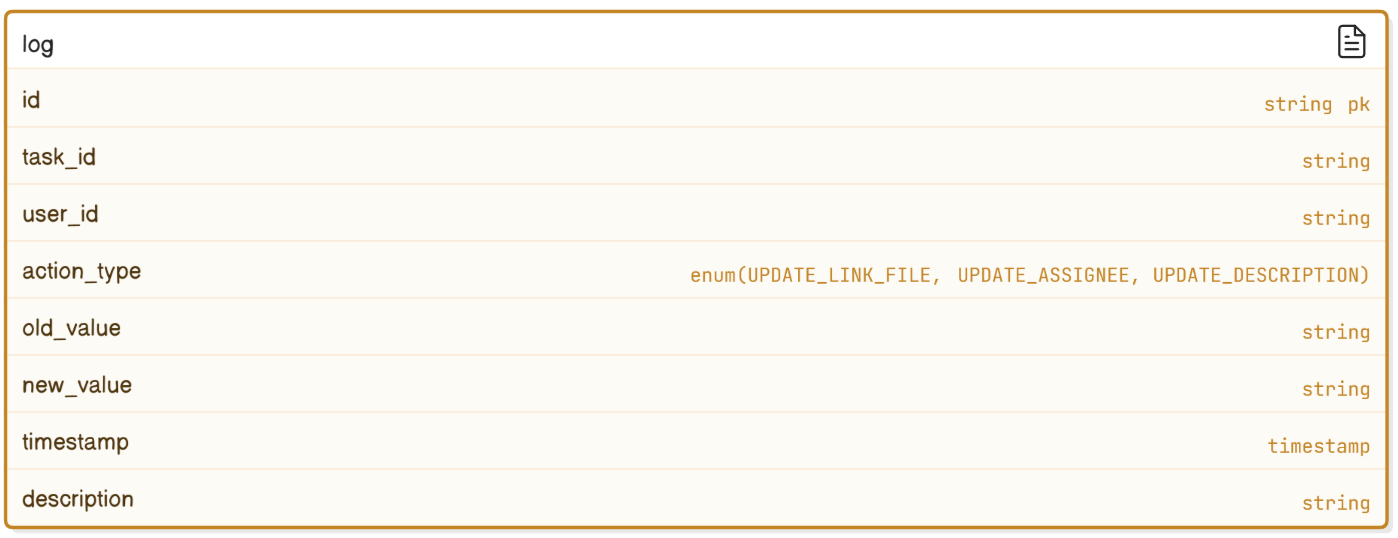 log
id string pk
task_id string
user_id string
action_type enum(UPDATE_LINK_FILE, UPDATE_ASSIGNEE, UPDATE_DESCRIPTION)
old_value string
new_value string
timestamp timestamp
description string